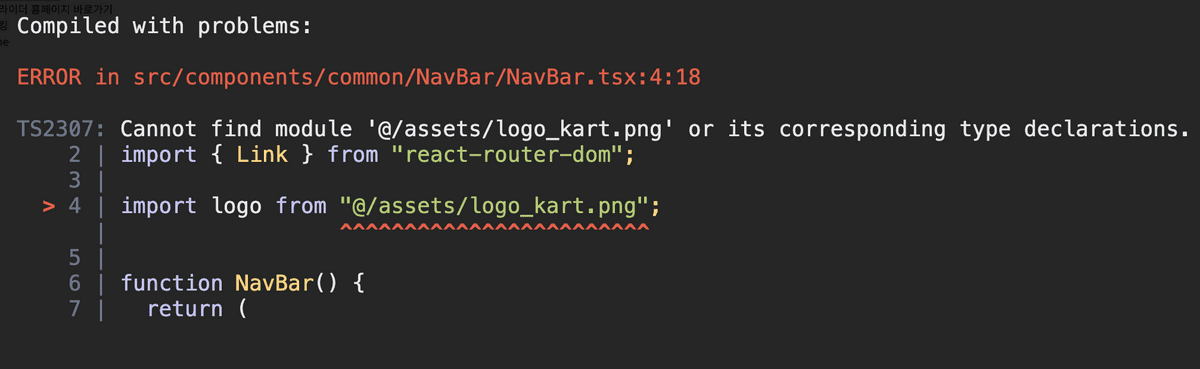 라이더 홈페이지 바로가기
킹
Compiled with problems:
ERROR in src/components/common/NavBar/NavBar.tsx:4:18
TS2307: Cannot find module '@/assets/logo_kart.png' or its corresponding type declarations.
2 | import { Link } from "react-router-dom";
3 |
> 4 | import logo from "@/assets/logo_kart.png";
| ^^^^^^^^^^^^^^^^^^^^^^^^
5 |
6 | function NavBar() {
7 | return (